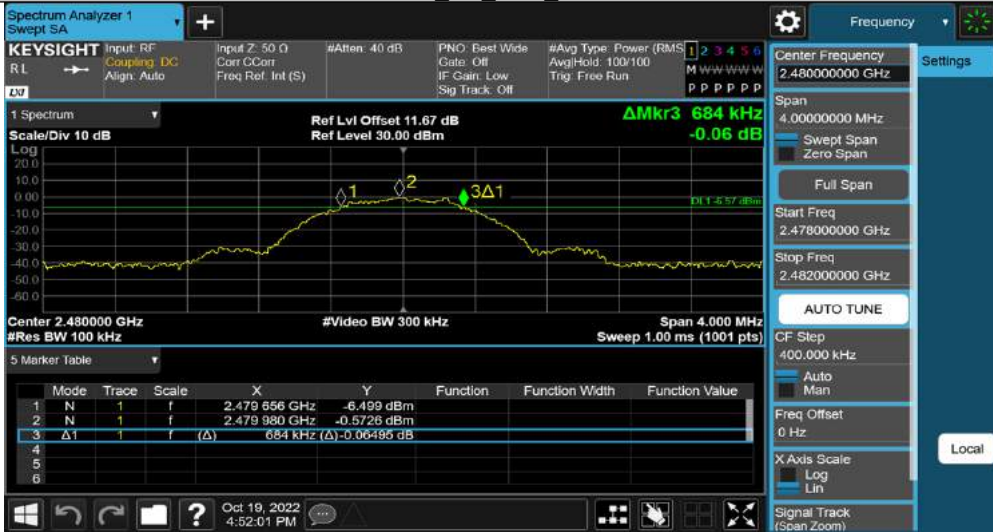 Spectrum Analyzer 1
Swept SA
+
Frequency
KEYSIGHT
RL
Input: RF
Coupling: DC
Align: Auto
Input Z: 50 Ω
Corr CCorr
Freq Ref: Int (S)
#Atten: 40 dB
PNO: Best Wide
Gate: Off
IF Gain: Low
Sig Track: Off
#Avg Type: Power (RMS
Avg|Hold: 100/100
Trig: Free Run
1 2 3 4 5 6
M W W W W W
P P P P P P
1 Spectrum
Scale/Div 10 dB
Ref Lvl Offset 11.67 dB
Ref Level 30.00 dBm
ΔMkr3 684 kHz
-0.06 dB
Log
20.0
10.0
0.00
-10.0
-20.0
-30.0
-40.0
-50.0
-60.0
1
2
3Δ1
DL1 -6.57 dBm
Center 2.480000 GHz
#Video BW 300 kHz
Span 4.000 MHz
#Res BW 100 kHz
Sweep 1.00 ms (1001 pts)
5 Marker Table
Mode Trace Scale X Y Function Function Width Function Value
1 N 1 f 2.479 656 GHz -6.499 dBm
2 N 1 f 2.479 980 GHz -0.5726 dBm
3 Δ1 1 f (Δ) 684 kHz (Δ) -0.06495 dB
4
5
6
?
Oct 19, 2022
4:52:01 PM
Center Frequency
2.480000000 GHz
Settings
Span
4.00000000 MHz
Swept Span
Zero Span
Full Span
Start Freq
2.478000000 GHz
Stop Freq
2.482000000 GHz
AUTO TUNE
CF Step
400.000 kHz
Auto
Man
Freq Offset
0 Hz
Local
X Axis Scale
Log
Lin
Signal Track
(Span Zoom)